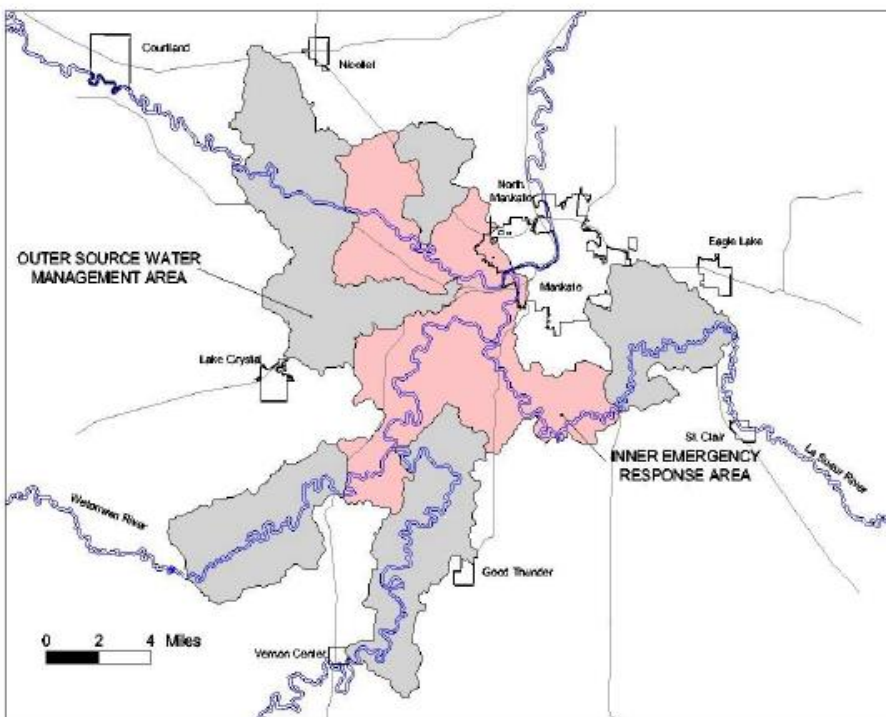 Courtland
Nicollet
North
Mankato
Eagle Lake
OUTER SOURCE WATER
MANAGEMENT AREA
Mankato
Lake Crystal
St. Clair
INNER EMERGENCY
RESPONSE AREA
Le Sueur River
Watonwan River
Good Thunder
0 2 4 Miles
Vernon Center